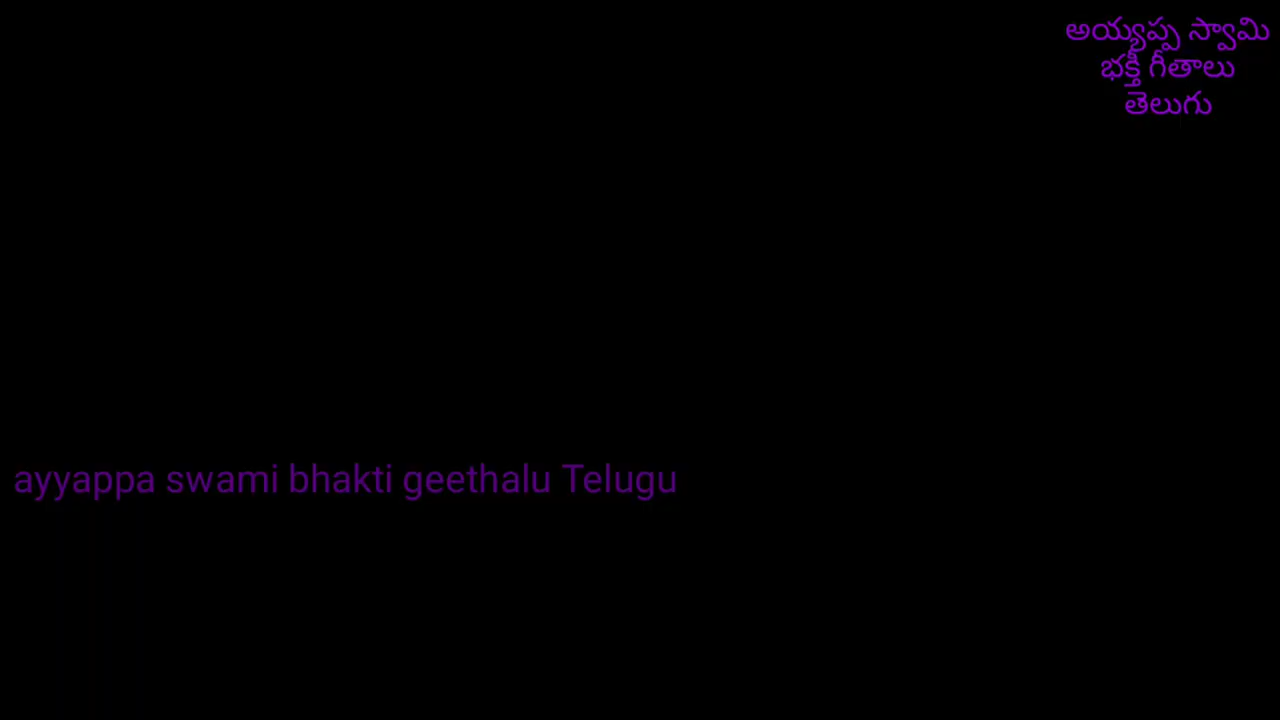 అయ్యప్ప స్వామి
భక్తి గీతాలు
తెలుగు
ayyappa swami bhakti geethalu Telugu